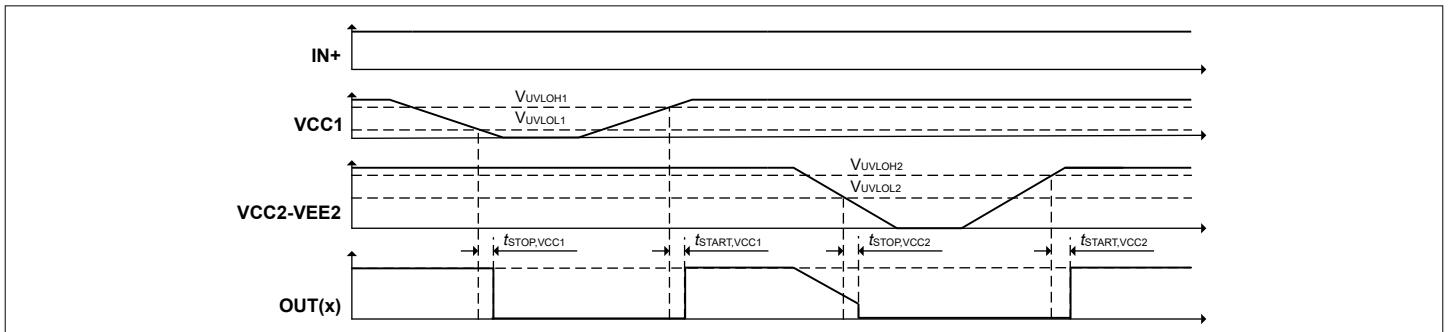 IN+
VUVLOH1
VCC1
VUVLOL1
VUVLOH2
VUVLOL2
VCC2-VEE2
tSTOP,VCC1
tSTART,VCC1
tSTOP,VCC2
tSTART,VCC2
OUT(x)